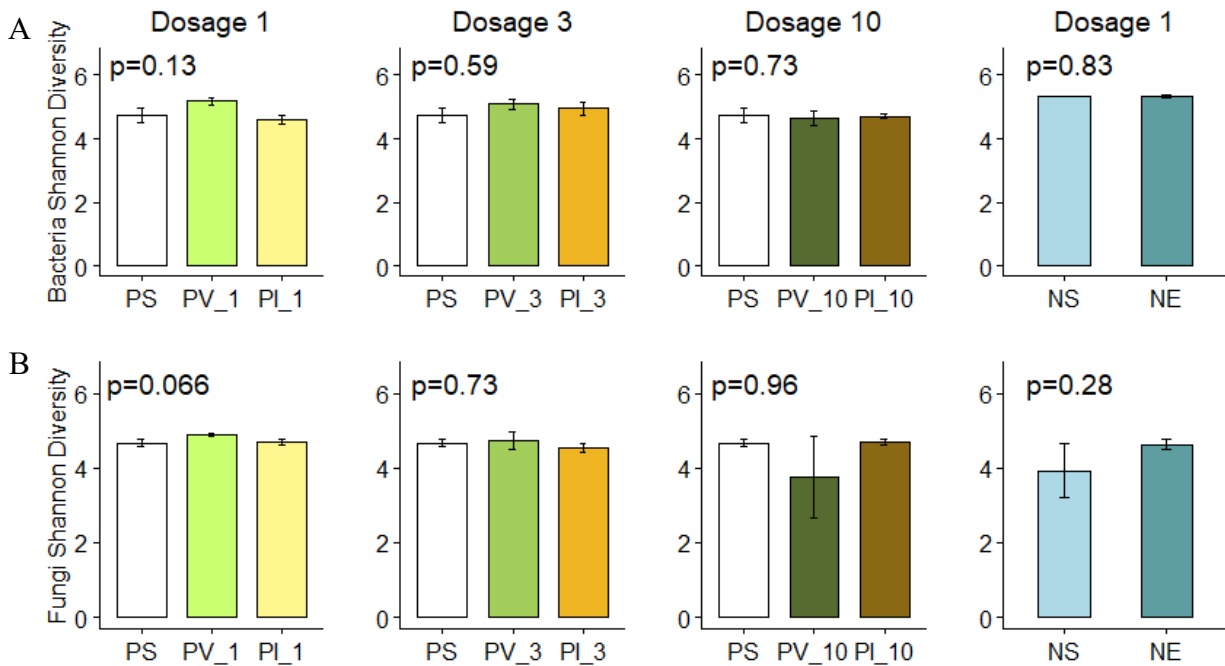 A
Dosage 1
Dosage 3
Dosage 10
Dosage 1
Bacteria Shannon Diversity
6
4
2
0
p=0.13
PS PV_1 PI_1
6
4
2
0
p=0.59
PS PV_3 PI_3
6
4
2
0
p=0.73
PS PV_10 PI_10
6
4
2
0
p=0.83
NS NE
B
Fungi Shannon Diversity
6
4
2
0
p=0.066
PS PV_1 PI_1
6
4
2
0
p=0.73
PS PV_3 PI_3
6
4
2
0
p=0.96
PS PV_10 PI_10
6
4
2
0
p=0.28
NS NE